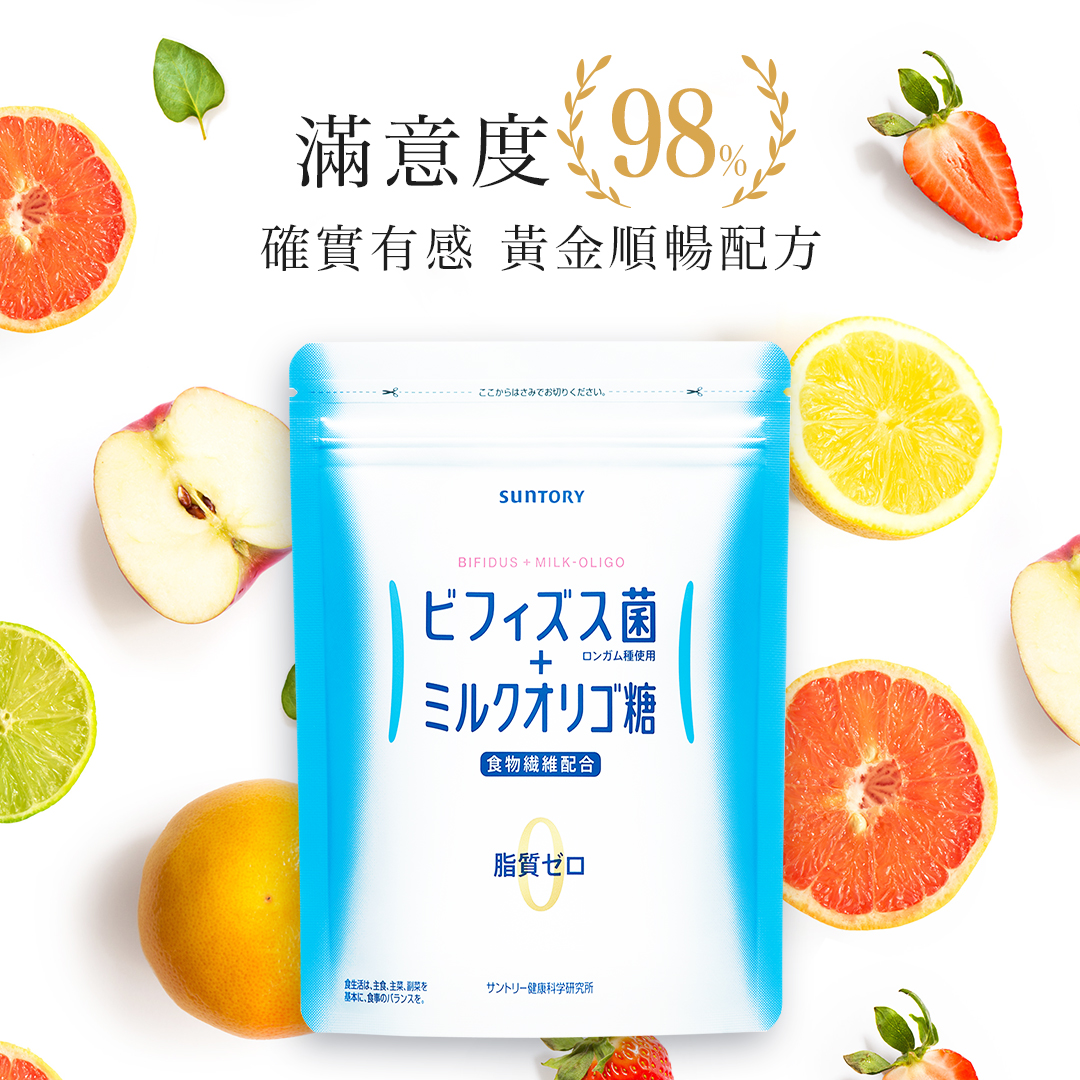 滿意度 98%
確實有感 黃金順暢配方
ここからはさみでお切りください。
SUNTORY
BIFIDUS + MILK-OLIGO
ビフィズス菌
ロンガム種使用
+
ミルクオリゴ糖
食物繊維配合
0
脂質ゼロ
食生活は、主食、主菜、副菜を
基本に、食事のバランスを。
サントリー健康科学研究所